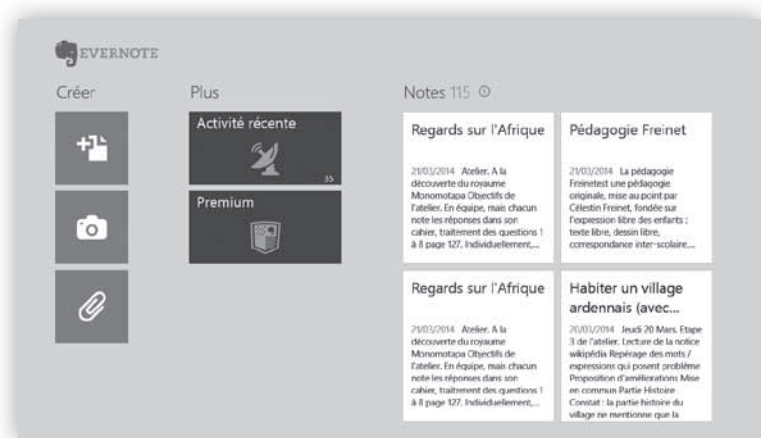 EVERNOTE
Créer
Plus
Notes 115
Activité récente
35
Premium
Regards sur l'Afrique
21/03/2014 Atelier. A la
découverte du royaume
Monomotapa Objectifs de
l'atelier. En équipe, mais chacun
note les réponses dans son
cahier, traitement des questions 1
à 8 page 127. Individuellement,...
Pédagogie Freinet
21/03/2014 La pédagogie
Freinetest une pédagogie
originale, mise au point par
Célestin Freinet, fondée sur
l'expression libre des enfants :
texte libre, dessin libre,
correspondance inter-scolaire,...
Regards sur l'Afrique
21/03/2014 Atelier. A la
découverte du royaume
Monomotapa Objectifs de
l'atelier. En équipe, mais chacun
note les réponses dans son
cahier, traitement des questions 1
à 8 page 127. Individuellement,...
Habiter un village
ardennais (avec...
20/03/2014 Jeudi 20 Mars. Etape
3 de l'atelier. Lecture de la notice
wikipédia Repérage des mots /
expressions qui posent problème
Proposition d'améliorations Mise
en commun Partie Histoire
Constat : la partie histoire du
village ne mentionne que la